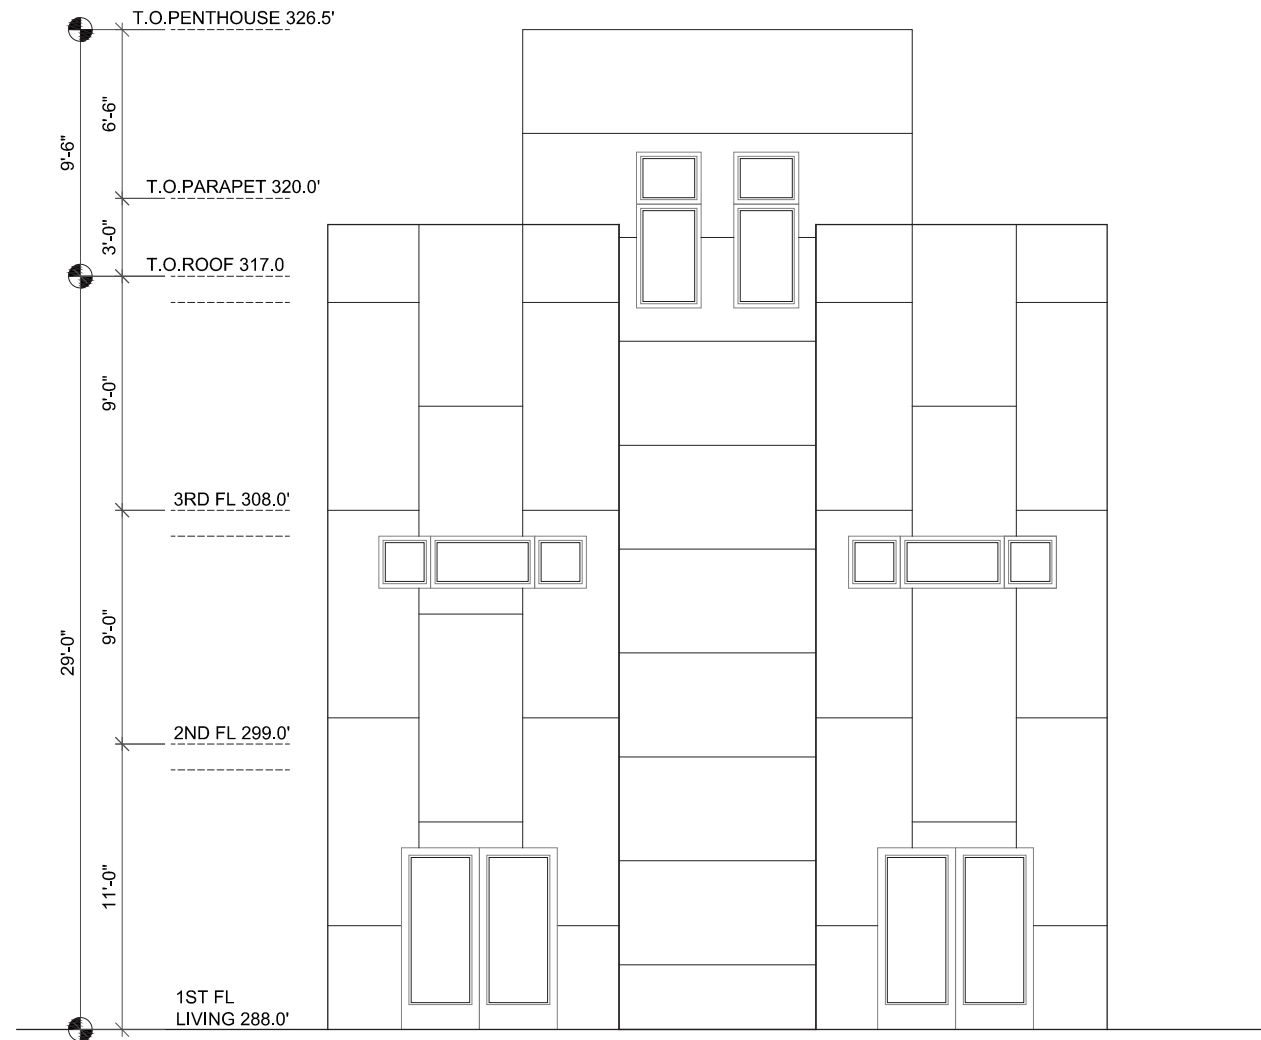 T.O.PENTHOUSE 326.5'
6'-6"
9'-6"
T.O.PARAPET 320.0'
3'-0"
T.O.ROOF 317.0
9'-0"
3RD FL 308.0'
9'-0"
29'-0"
2ND FL 299.0'
11'-0"
1ST FL
LIVING 288.0'